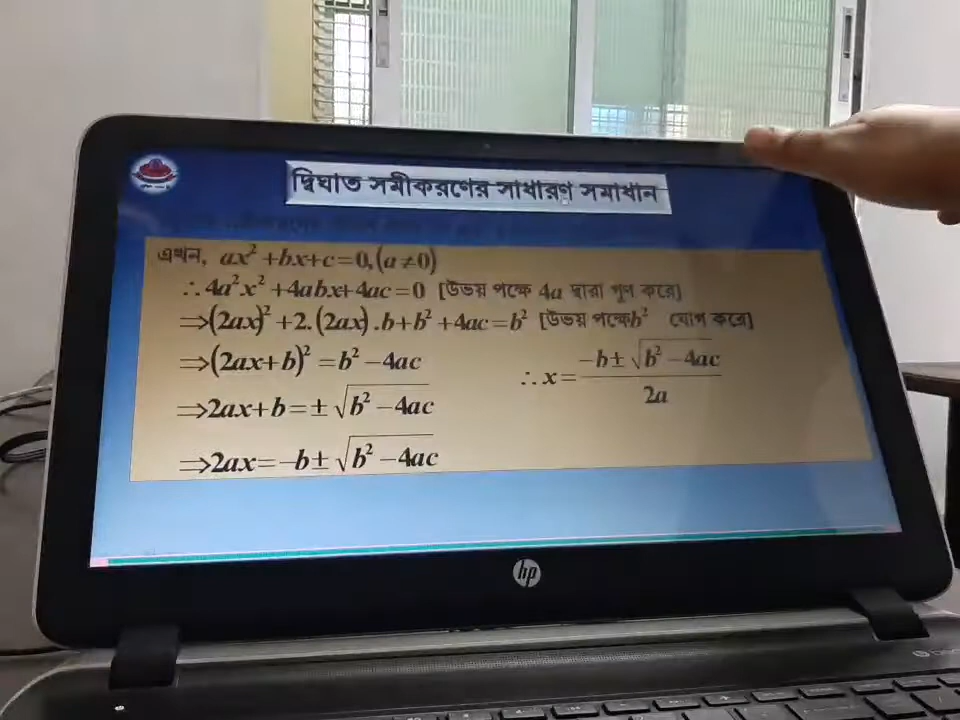 দ্বিঘাত সমীকরণের সাধারণ সমাধান
এখন, ax² +bx+c=0,(a≠0)
∴4a²x² +4abx+4ac=0 [উভয় পক্ষে 4a দ্বারা গুণ করে]
⇒(2ax)² +2.(2ax).b+b² +4ac=b² [উভয় পক্ষেb² যোগ করে]
⇒(2ax+b)² =b² −4ac
⇒2ax+b=±√(b² −4ac)
⇒2ax=−b±√(b² −4ac)
∴x=(−b±√(b² −4ac))/2a
hp